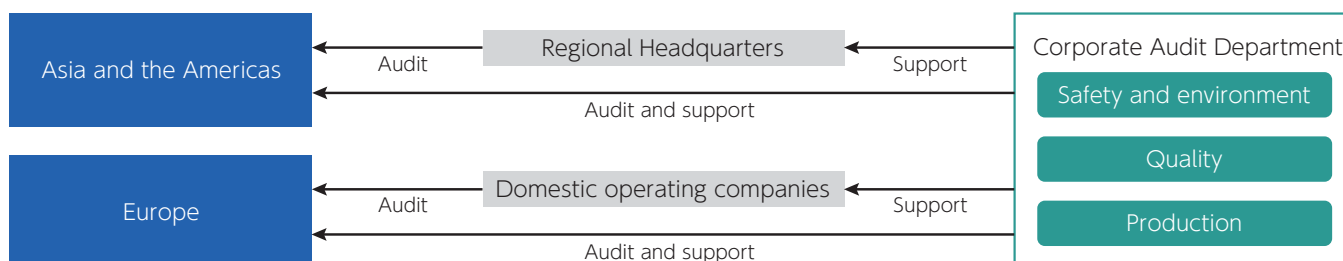 Asia and the Americas
Audit
Regional Headquarters
Support
Audit and support
Europe
Audit
Domestic operating companies
Support
Audit and support
Corporate Audit Department
Safety and environment
Quality
Production